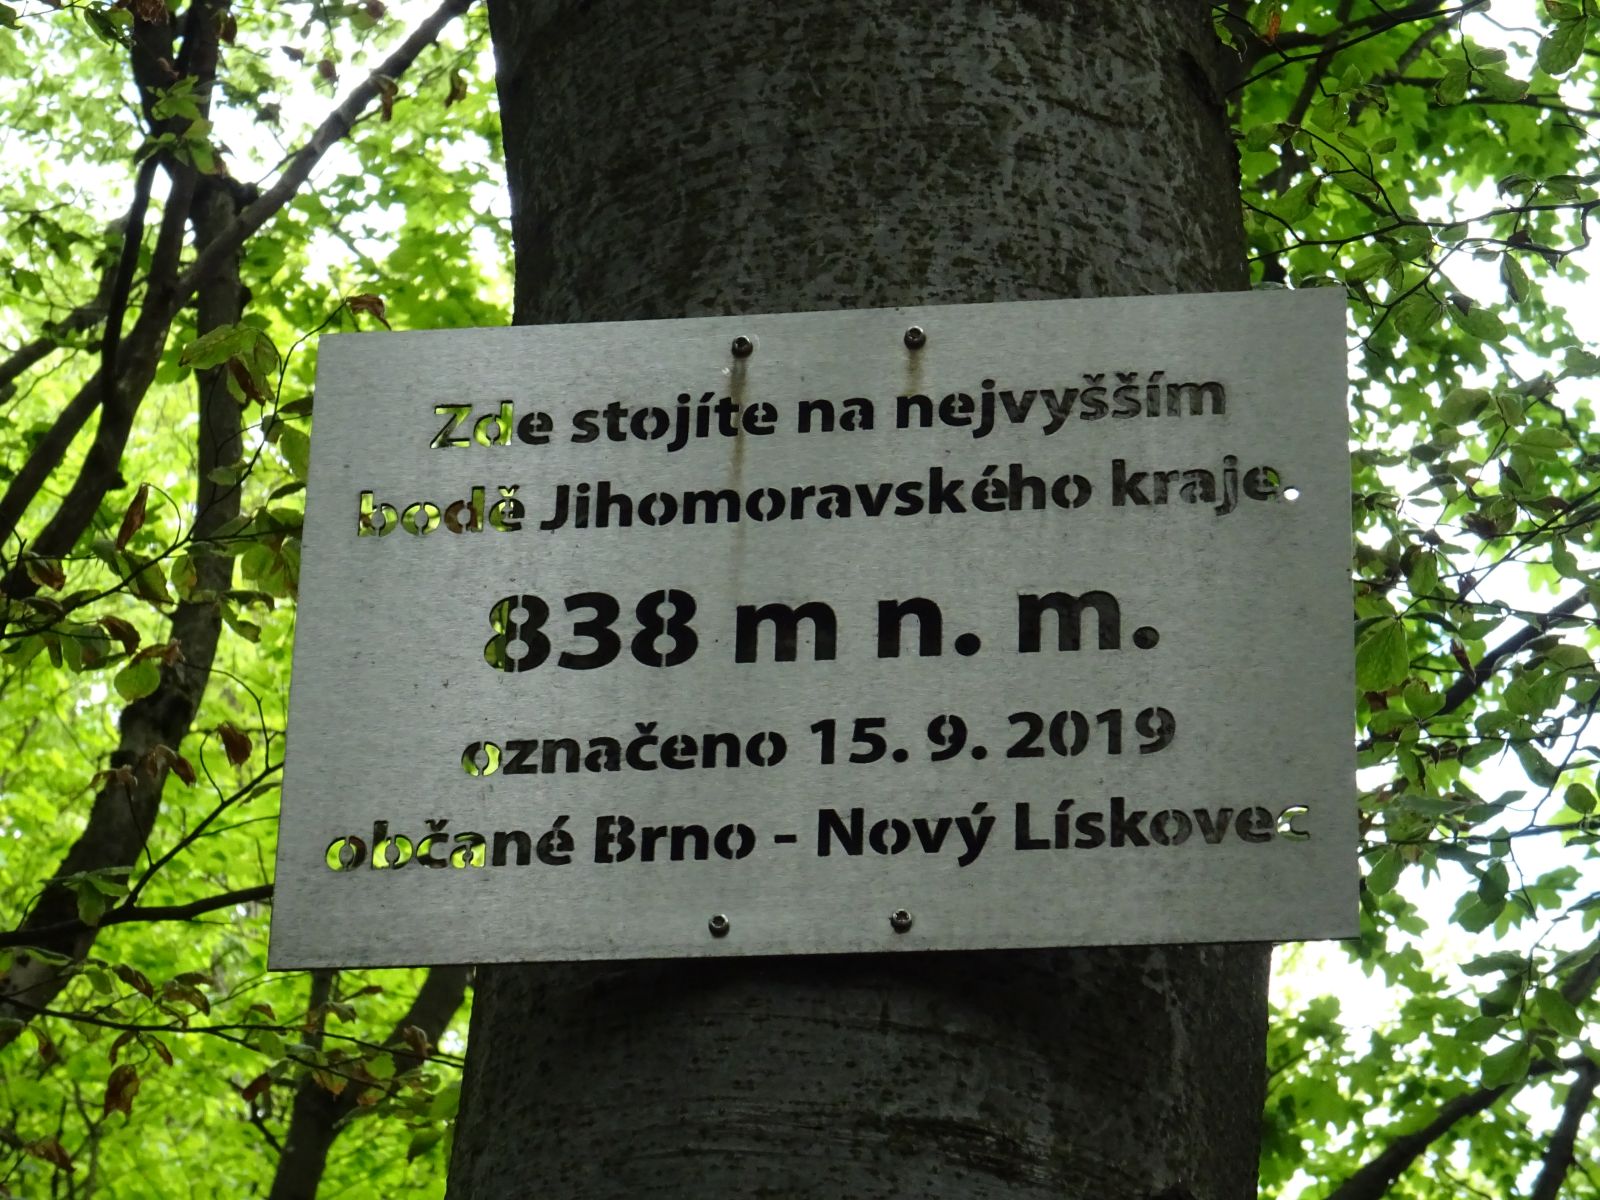 Zde stojíte na nejvyšším
bodě Jihomoravského kraje.
838 m n. m.
označeno 15. 9. 2019
občané Brno - Nový Lískovec